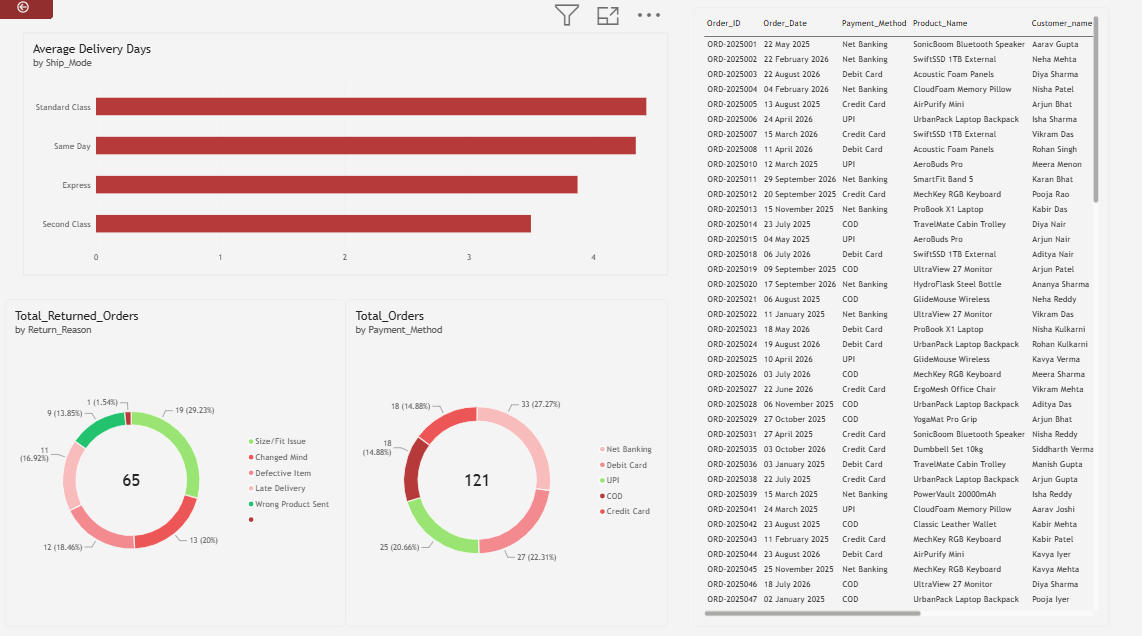 Average Delivery Days
by Ship_Mode
Standard Class
Same Day
Express
Second Class
0 1 2 3 4
Total_Returned_Orders
by Return_Reason
1 (1.54%)
9 (13.85%)
19 (29.23%)
11
(16.92%)
65
12 (18.46%)
13 (20%)
Size/Fit Issue
Changed Mind
Defective Item
Late Delivery
Wrong Product Sent
Total_Orders
by Payment_Method
18 (14.88%)
33 (27.27%)
18
(14.88%)
121
25 (20.66%)
27 (22.31%)
Net Banking
Debit Card
UPI
COD
Credit Card
Order_ID Order_Date Payment_Method Product_Name Customer_name
ORD-2025001 22 May 2025 Net Banking SonicBoom Bluetooth Speaker Aarav Gupta
ORD-2025002 22 February 2026 Net Banking SwiftSSD 1TB External Neha Mehta
ORD-2025003 22 August 2026 Debit Card Acoustic Foam Panels Diya Sharma
ORD-2025004 04 February 2026 Net Banking CloudFoam Memory Pillow Nisha Patel
ORD-2025005 13 August 2025 Credit Card AirPurify Mini Arjun Bhat
ORD-2025006 24 April 2026 UPI UrbanPack Laptop Backpack Isha Sharma
ORD-2025007 15 March 2026 Credit Card SwiftSSD 1TB External Vikram Das
ORD-2025008 11 April 2026 Debit Card Acoustic Foam Panels Rohan Singh
ORD-2025010 12 March 2025 UPI AeroBuds Pro Meera Menon
ORD-2025011 29 September 2026 Net Banking SmartFit Band 5 Karan Bhat
ORD-2025012 20 September 2025 Credit Card MechKey RGB Keyboard Pooja Rao
ORD-2025013 15 November 2025 Net Banking ProBook X1 Laptop Kabir Das
ORD-2025014 23 July 2025 COD TravelMate Cabin Trolley Diya Nair
ORD-2025015 04 May 2025 UPI AeroBuds Pro Arjun Nair
ORD-2025018 06 July 2025 Debit Card SwiftSSD 1TB External Aditya Nair
ORD-2025019 09 September 2025 COD UltraView 27 Monitor Arjun Patel
ORD-2025020 17 September 2026 Net Banking HydroFlask Steel Bottle Ananya Sharma
ORD-2025021 06 August 2025 COD GlideMouse Wireless Neha Reddy
ORD-2025022 11 January 2025 Net Banking UltraView 27 Monitor Vikram Das
ORD-2025023 18 May 2025 Debit Card ProBook X1 Laptop Nisha Kulkarni
ORD-2025024 19 August 2026 Debit Card UrbanPack Laptop Backpack Rohan Kulkarni
ORD-2025025 10 April 2026 UPI GlideMouse Wireless Kavya Verma
ORD-2025026 03 July 2026 COD MechKey RGB Keyboard Meera Sharma
ORD-2025027 22 June 2026 Credit Card ErgoMesh Office Chair Vikram Mehta
ORD-2025028 06 November 2025 COD UrbanPack Laptop Backpack Aditya Das
ORD-2025029 27 October 2025 COD YogaMat Pro Grip Arjun Bhat
ORD-2025031 27 April 2025 Credit Card SonicBoom Bluetooth Speaker Nisha Reddy
ORD-2025035 03 October 2026 Credit Card Dumbbell Set 10kg Siddharth Verma
ORD-2025036 03 January 2025 Debit Card TravelMate Cabin Trolley Manish Gupta
ORD-2025038 22 July 2025 Credit Card UrbanPack Laptop Backpack Arjun Gupta
ORD-2025039 15 March 2025 Net Banking PowerVault 20000mAh Isha Reddy
ORD-2025041 24 March 2025 UPI CloudFoam Memory Pillow Aarav Joshi
ORD-2025042 23 August 2025 COD Classic Leather Wallet Kabir Mehta
ORD-2025043 11 February 2025 Credit Card MechKey RGB Keyboard Kabir Patel
ORD-2025044 23 August 2026 Debit Card AirPurify Mini Kavya Iyer
ORD-2025045 25 November 2025 Net Banking MechKey RGB Keyboard Kavya Mehta
ORD-2025046 18 July 2026 COD UltraView 27 Monitor Diya Sharma
ORD-2025047 02 January 2025 COD UrbanPack Laptop Backpack Pooja Iyer